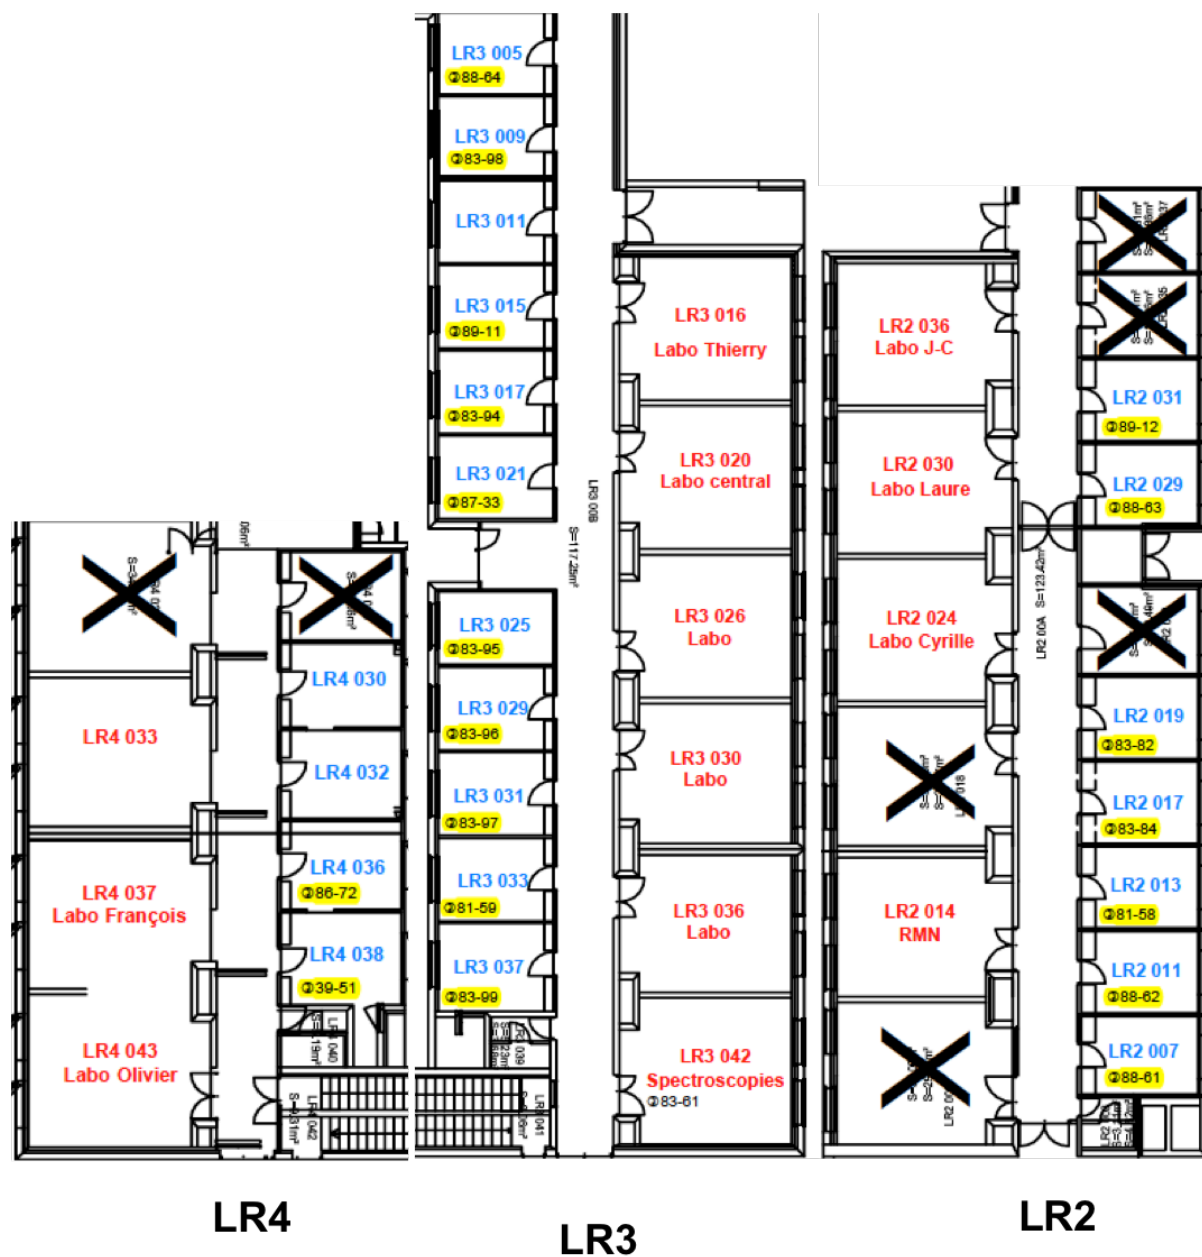 LR3 005
88-64
LR3 009
83-98
LR3 011
LR3 015
89-11
LR3 017
83-94
LR3 021
87-33
LR3 025
83-95
LR3 029
83-96
LR3 031
83-97
LR3 033
81-59
LR3 037
83-99
LR3 039
LR3 00B
S=117.25m²
LR3 016
Labo Thierry
LR3 020
Labo central
LR3 026
Labo
LR3 030
Labo
LR3 036
Labo
LR3 042
Spectroscopies
83-61
LR4 033
LR4 037
Labo François
LR4 043
Labo Olivier
LR4 030
LR4 032
LR4 036
86-72
LR4 038
39-51
LR4 040
LR4 042
LR2 036
Labo J-C
LR2 030
Labo Laure
LR2 024
Labo Cyrille
LR2 014
RMN
LR2 00A S=123.42m²
LR2 031
89-12
LR2 029
88-63
LR2 019
83-82
LR2 017
83-84
LR2 013
81-58
LR2 011
88-62
LR2 007
88-61
LR4
LR3
LR2